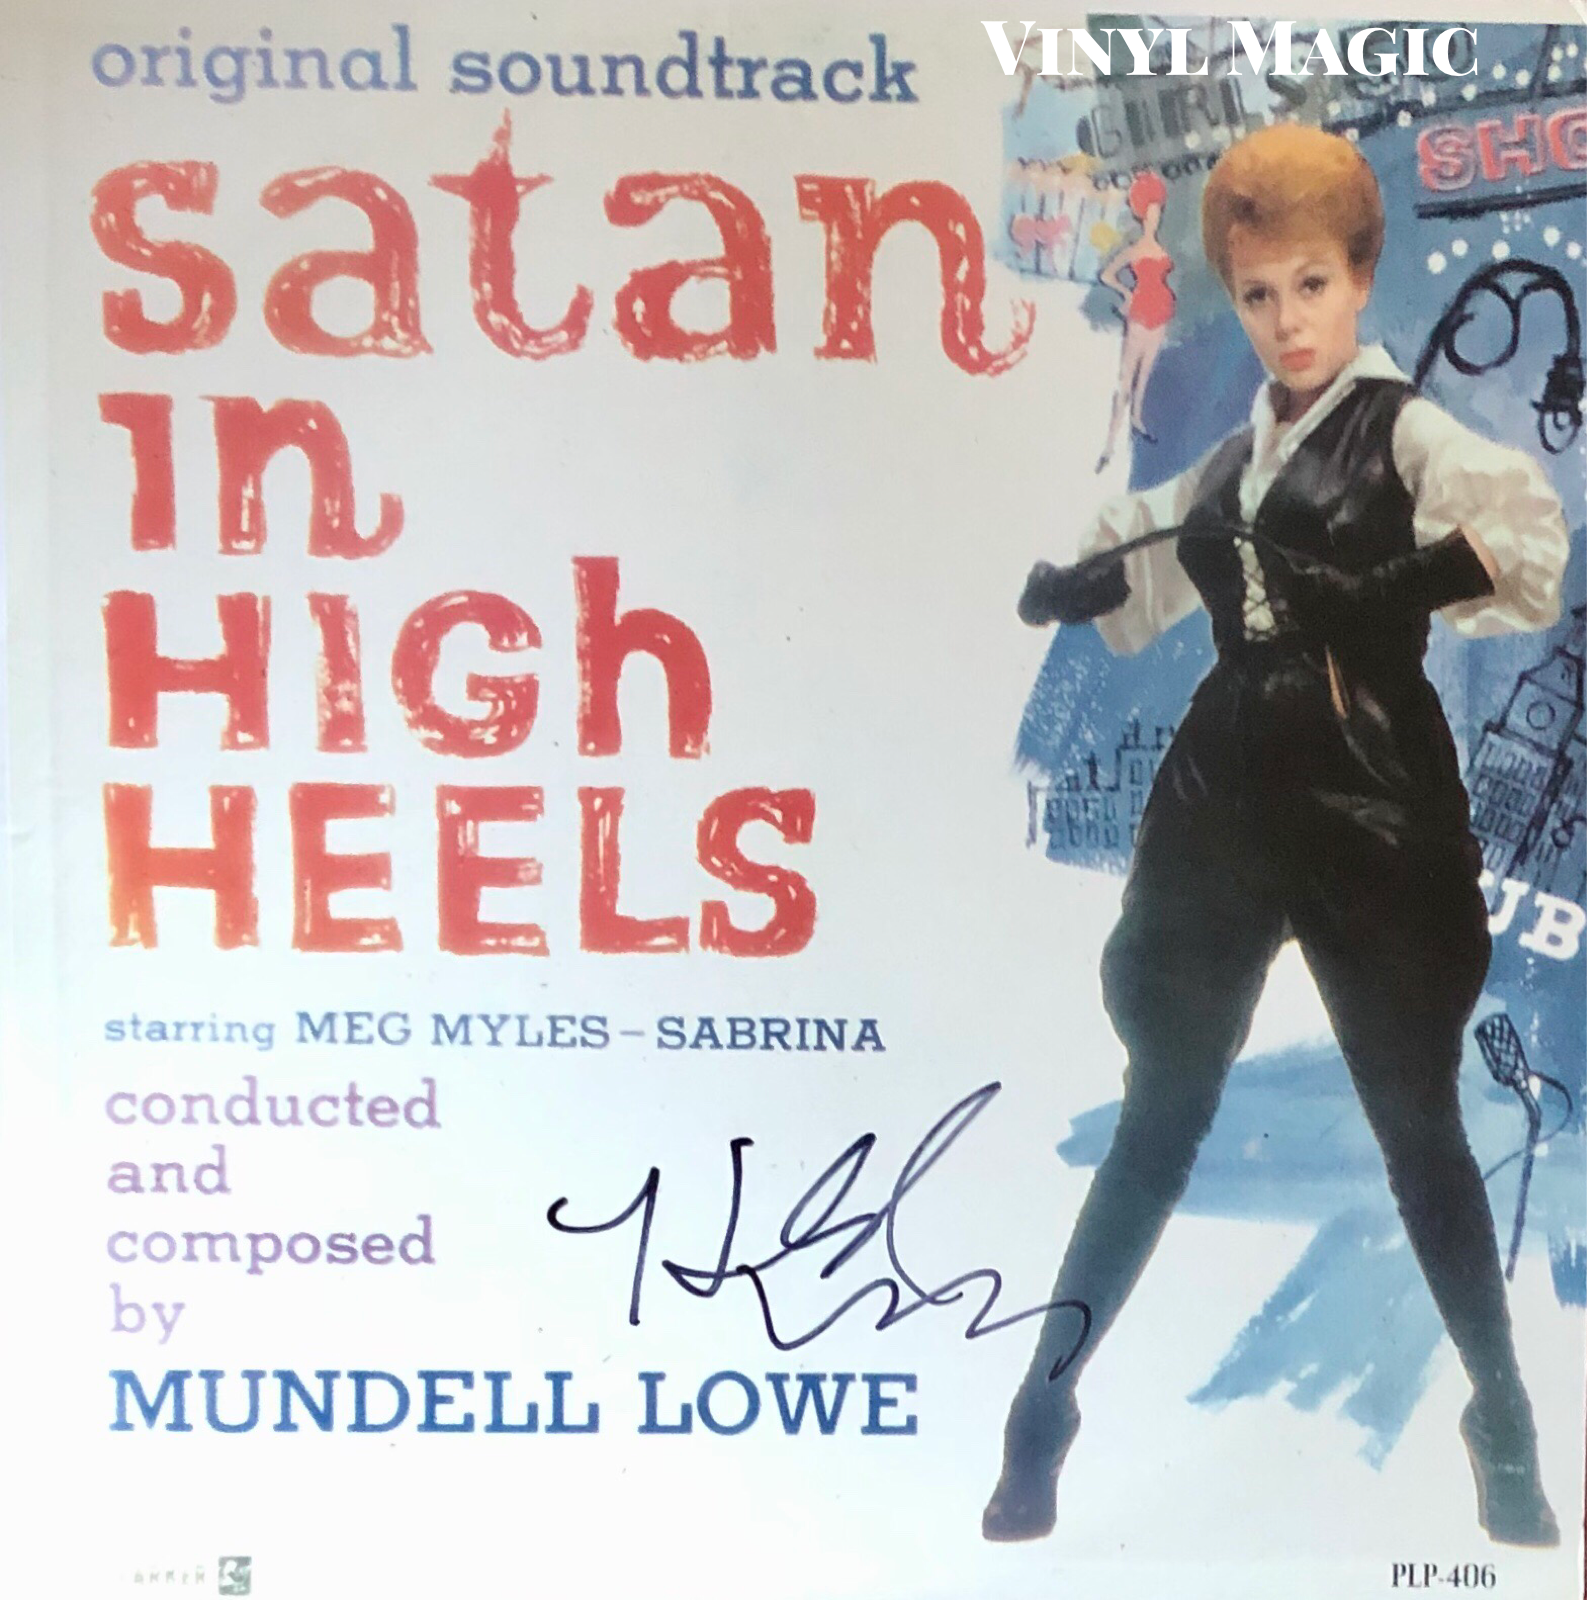 VINYL MAGIC
original soundtrack
GIRLS
satan
in
HIGh
HEELS
starring MEG MYLES – SABRINA
conducted
and
composed
by
MUNDELL LOWE
PLP-406